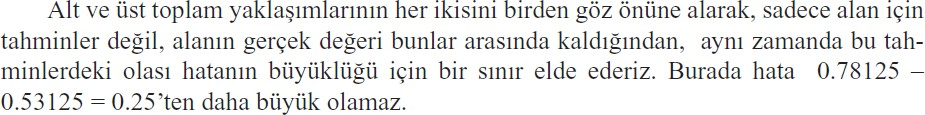 Alt ve üst toplam yaklaşımlarının her ikisini birden göz önüne alarak, sadece alan için
tahminler değil, alanın gerçek değeri bunlar arasında kaldığından, aynı zamanda bu tah-
minlerdeki olası hatanın büyüklüğü için bir sınır elde ederiz. Burada hata 0.78125 –
0.53125 = 0.25’ten daha büyük olamaz.